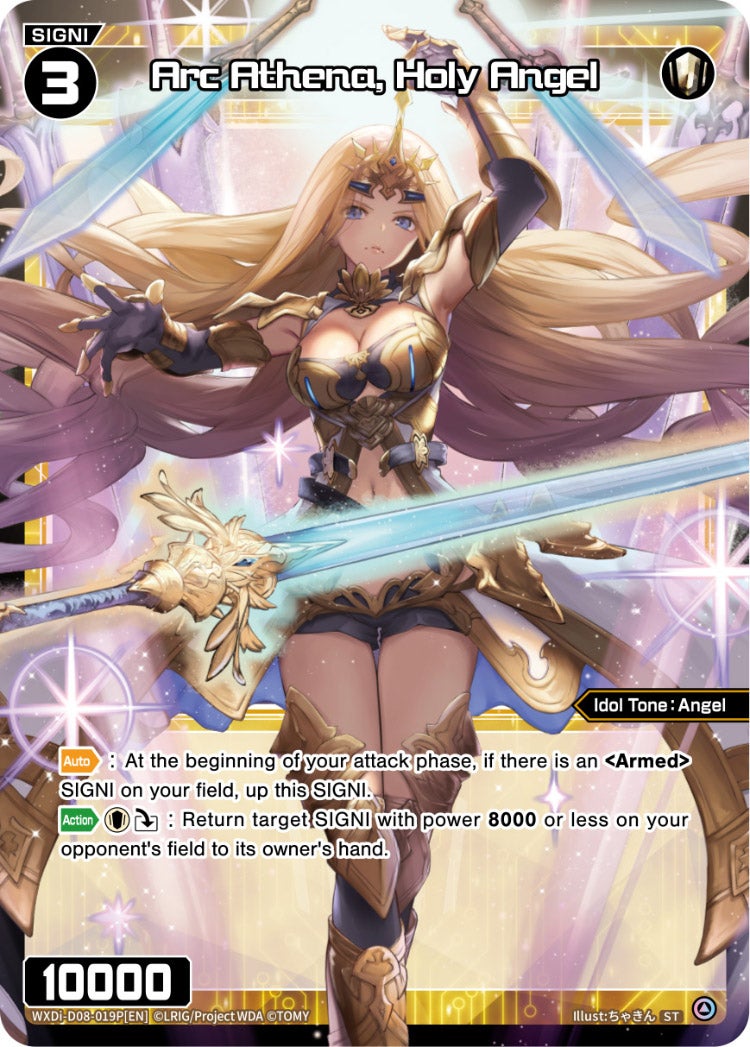 SIGNI
3
Arc Athena, Holy Angel
Idol Tone:Angel
Auto : At the beginning of your attack phase, if there is an <Armed>
SIGNI on your field, up this SIGNI.
Action : Return target SIGNI with power 8000 or less on your
opponent's field to its owner's hand.
10000
WXDi-D08-019P[EN] ©LRIG/Project WDA ©TOMY
Illust:ちゃきん ST